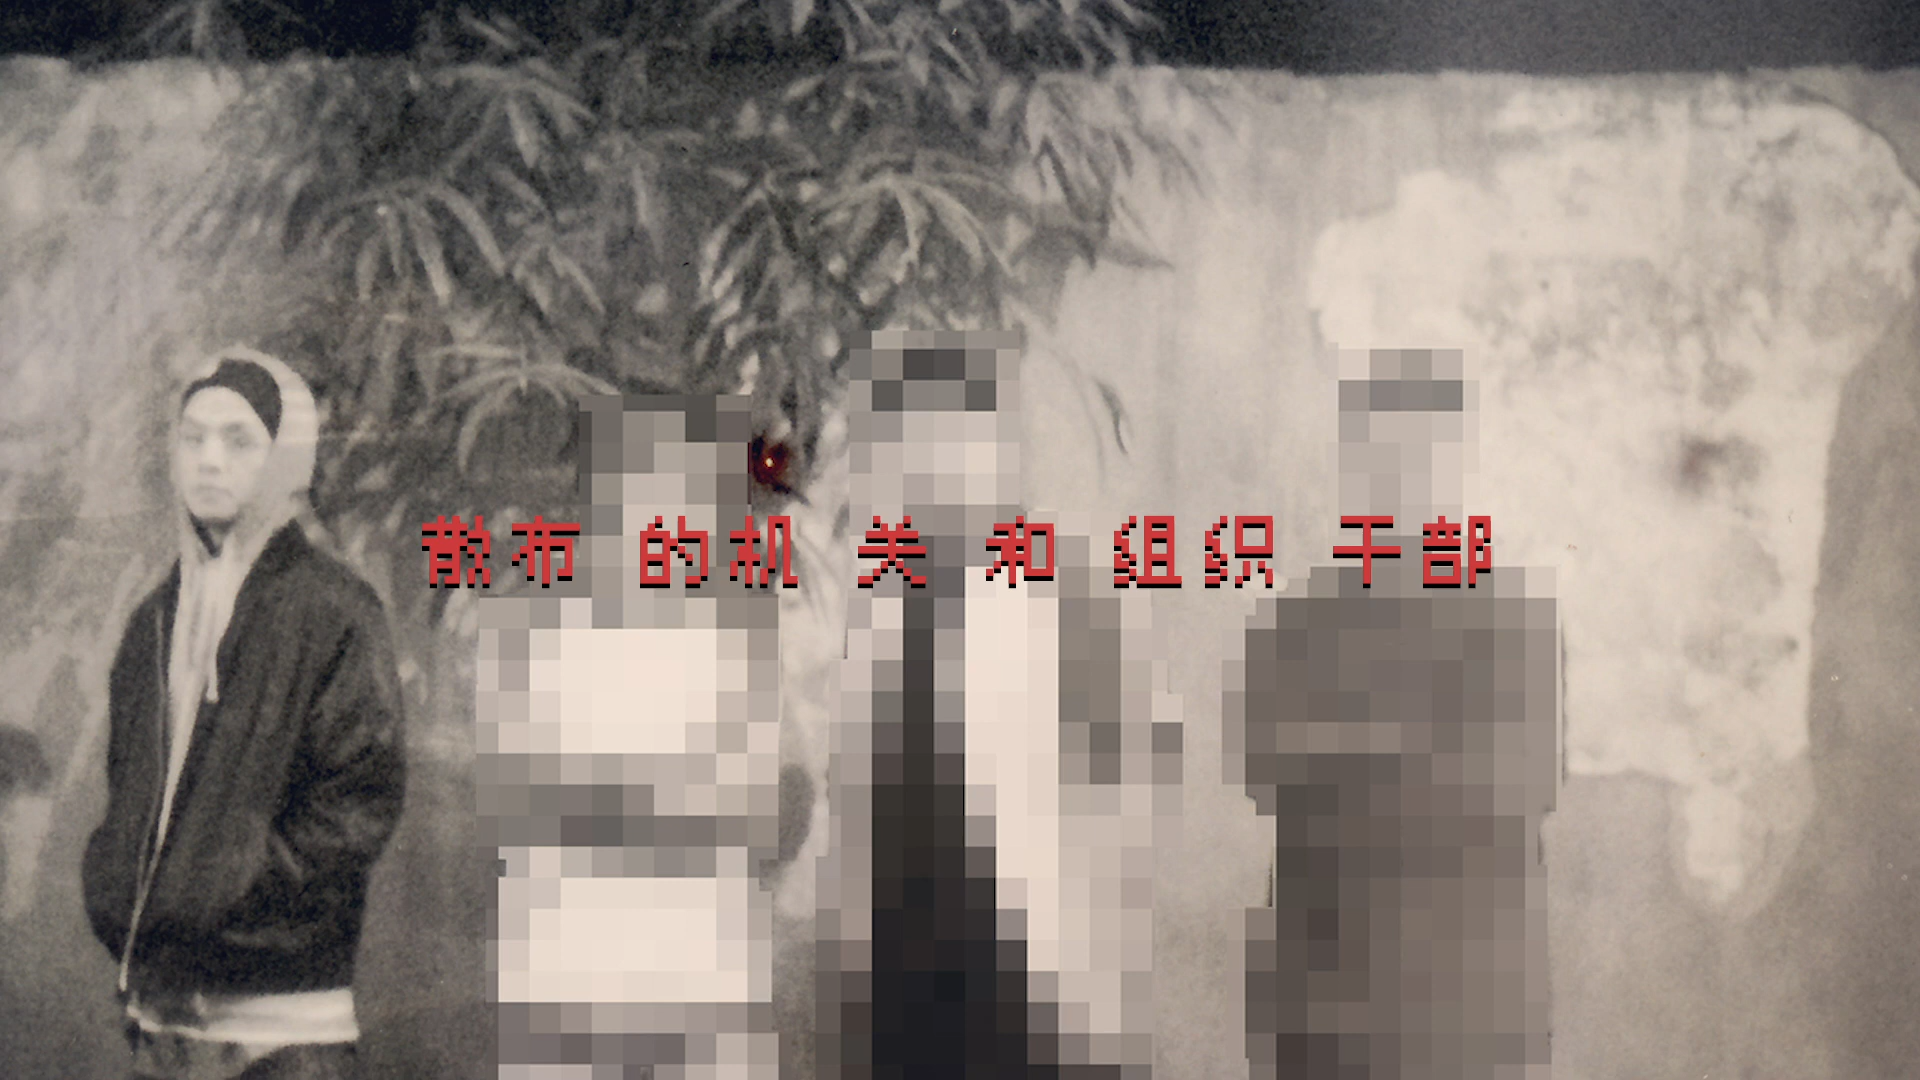 散布 的机 关 和 组织 干部